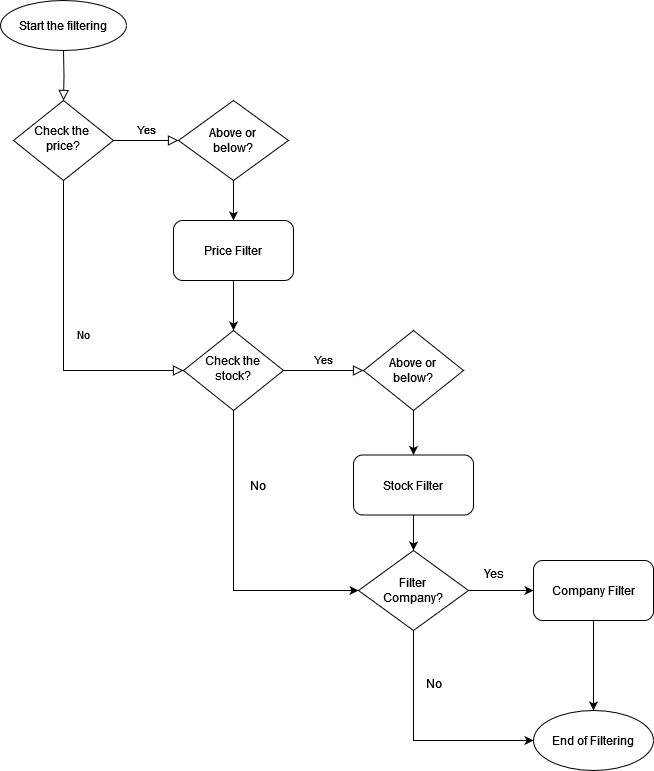 Start the filtering
Check the
price?
Yes
Above or
below?
Price Filter
No
Check the
stock?
Yes
Above or
below?
No
Stock Filter
Filter
Company?
Yes
Company Filter
No
End of Filtering